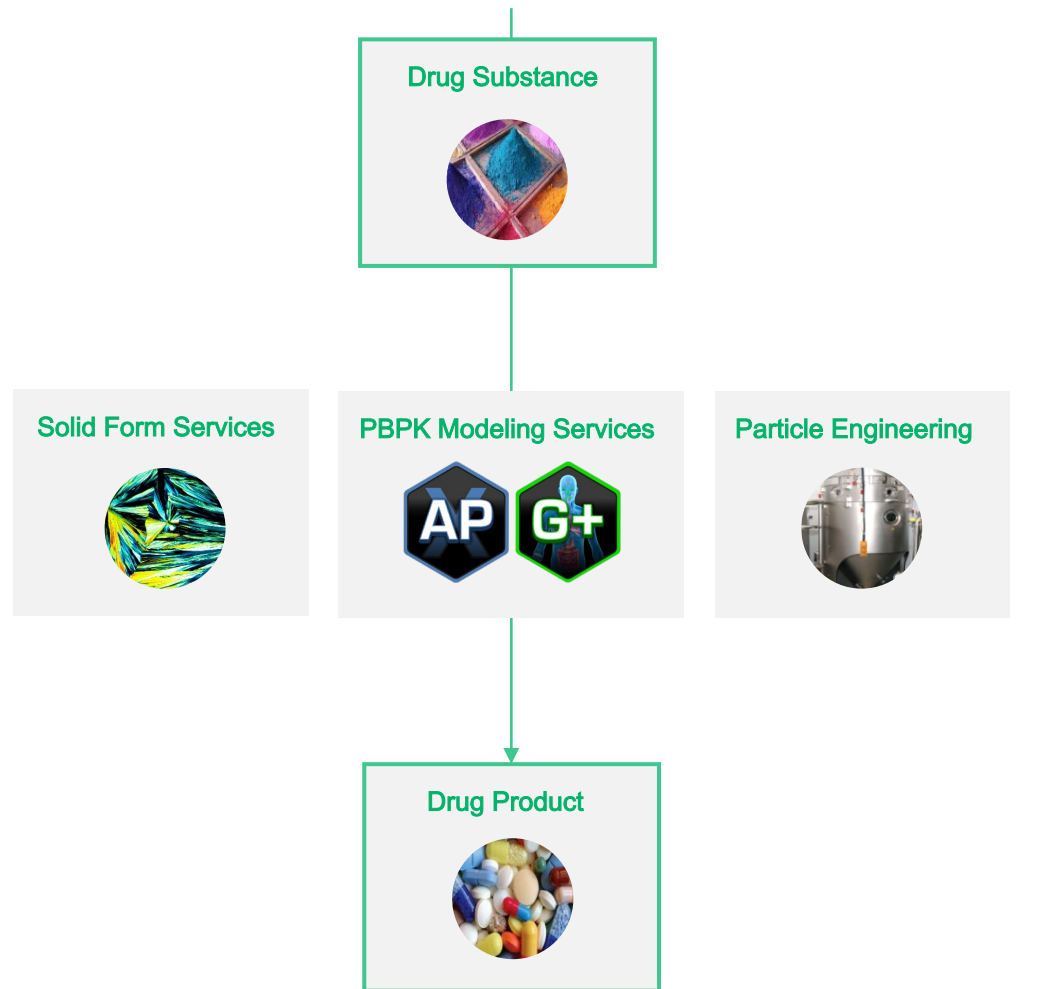 Drug Substance
Solid Form Services
PBPK Modeling Services
Particle Engineering
AP
X
G+
Drug Product